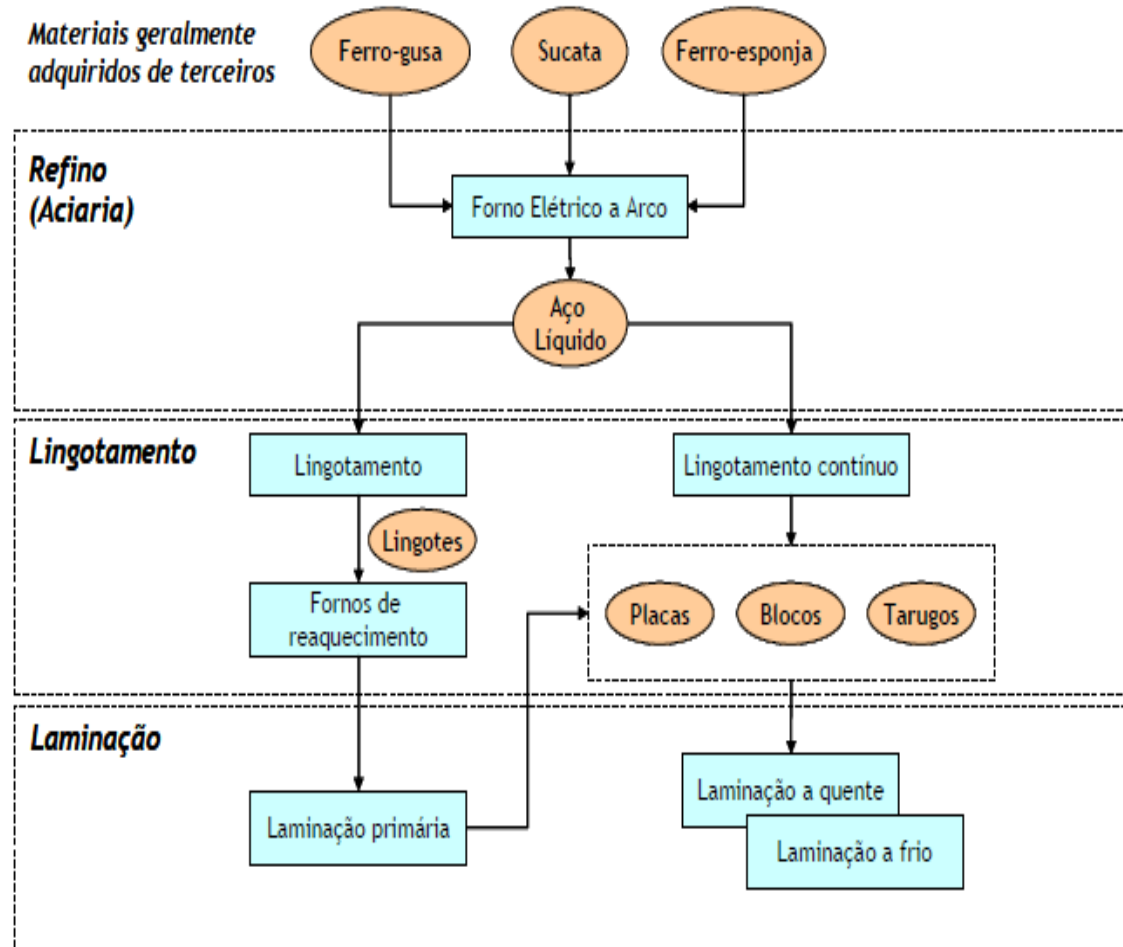 Materiais geralmente
adquiridos de terceiros
Ferro-gusa
Sucata
Ferro-esponja
Refino
(Aciaria)
Forno Elétrico a Arco
Aço
Líquido
Lingotamento
Lingotamento
Lingotamento contínuo
Lingotes
Fornos de
reaquecimento
Placas
Blocos
Tarugos
Laminação
Laminação primária
Laminação a quente
Laminação a frio